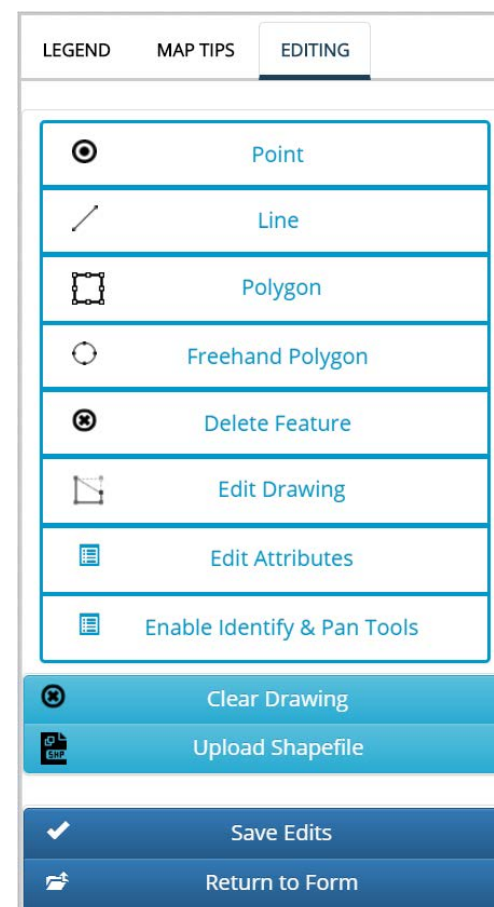 LEGEND MAP TIPS EDITING
Point
Line
Polygon
Freehand Polygon
Delete Feature
Edit Drawing
Edit Attributes
Enable Identify & Pan Tools
Clear Drawing
SHP Upload Shapefile
Save Edits
Return to Form